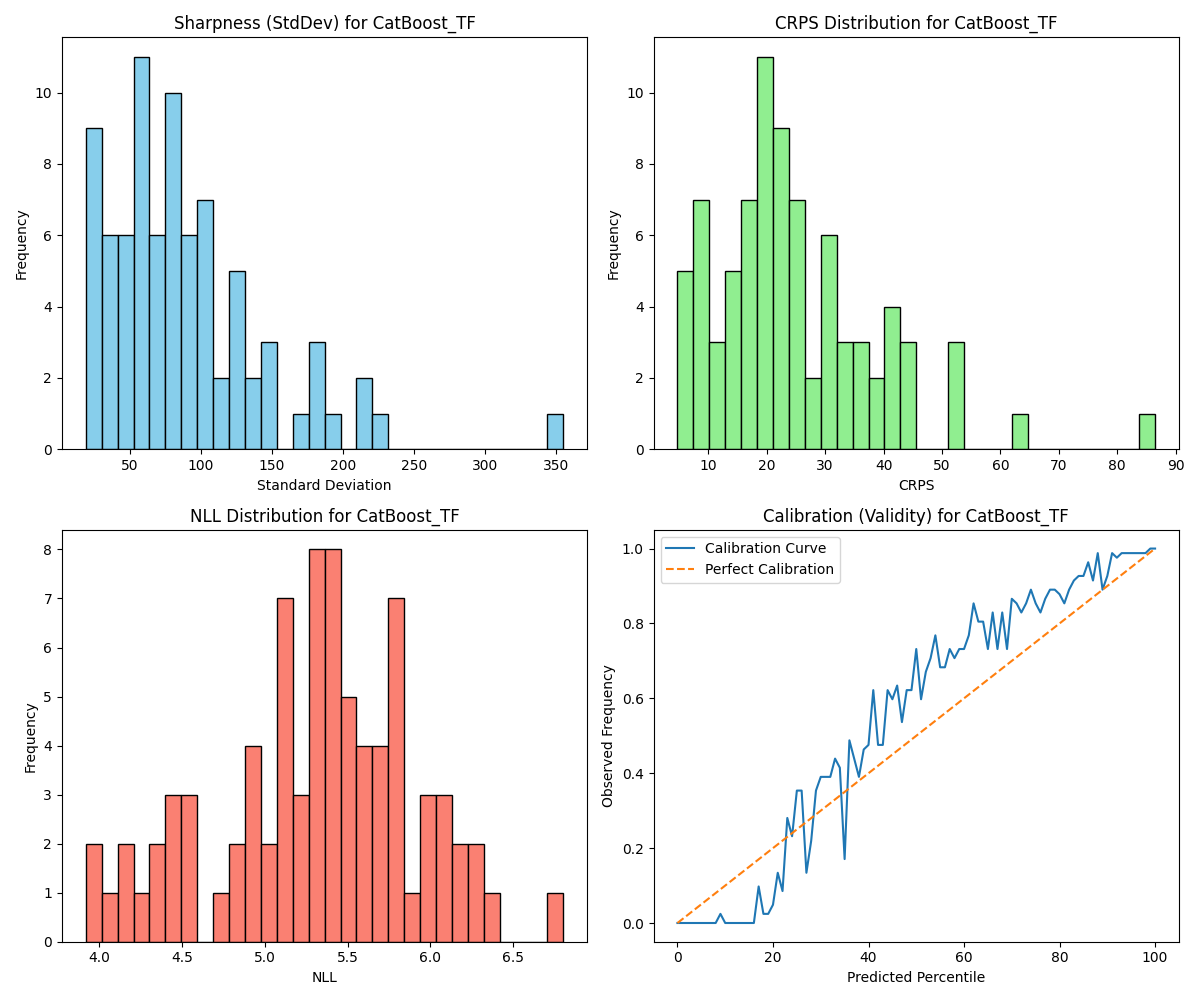 Sharpness (StdDev) for CatBoost_TF
Frequency
10
8
6
4
2
0
50 100 150 200 250 300 350
Standard Deviation
CRPS Distribution for CatBoost_TF
Frequency
10
8
6
4
2
0
10 20 30 40 50 60 70 80 90
CRPS
NLL Distribution for CatBoost_TF
Frequency
8
7
6
5
4
3
2
1
0
4.0 4.5 5.0 5.5 6.0 6.5
NLL
Calibration (Validity) for CatBoost_TF
Calibration Curve
Perfect Calibration
Observed Frequency
1.0
0.8
0.6
0.4
0.2
0.0
0 20 40 60 80 100
Predicted Percentile